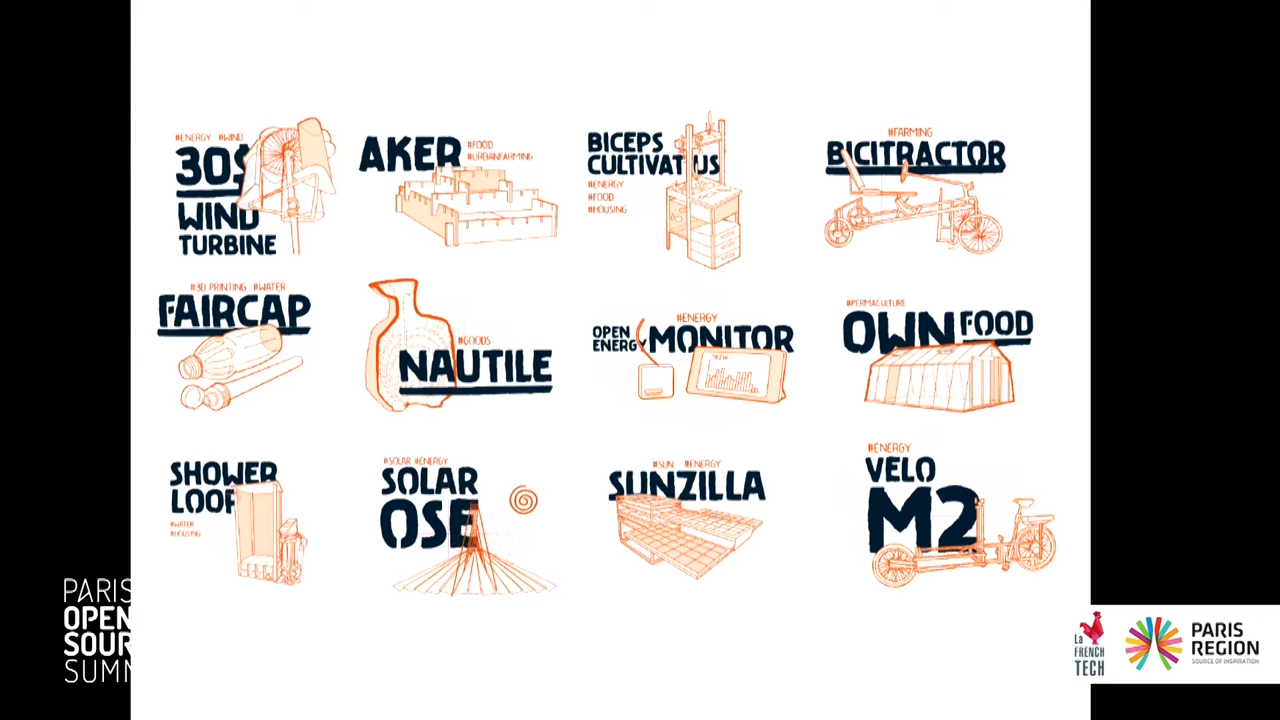 #ENERGY #WIND
30$
WIND
TURBINE
AKER
#FOOD
#URBANFARMING
BICEPS
CULTIVATUS
#ENERGY
#FOOD
#HOUSING
#FARMING
BICITRACTOR
#3D PRINTING #WATER
FAIRCAP
#GOODS
NAUTILE
#ENERGY
OPEN
ENERGY MONITOR
#PERMACULTURE
OWN FOOD
SHOWER
LOOP
#WATER
#HOUSING
#SOLAR #ENERGY
SOLAR
OSE
#SUN #ENERGY
SUNZILLA
#ENERGY
VELO
M2
PARIS
OPEN
SOUR
SUMM
La
FRENCH
TECH
PARIS
REGION
SOURCE OF INSPIRATION